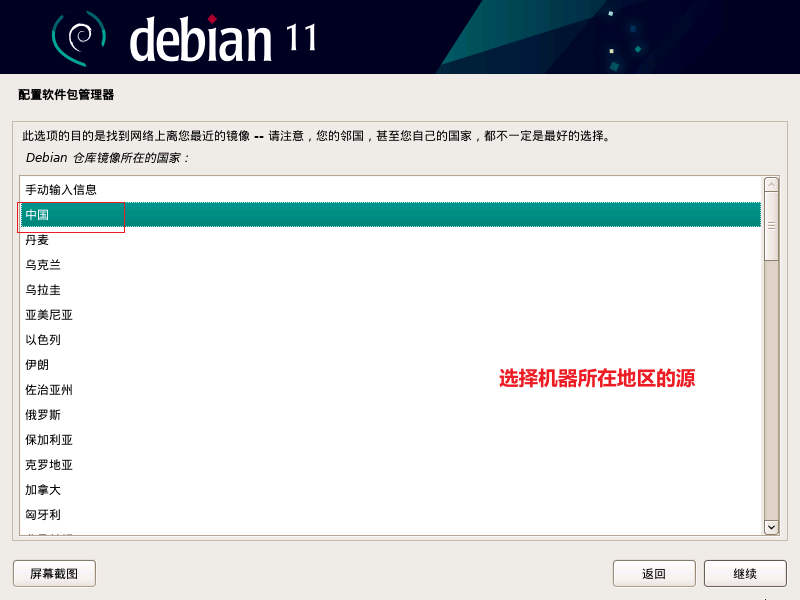 debian 11
配置软件包管理器
此选项的目的是找到网络上离您最近的镜像 -- 请注意，您的邻国，甚至您自己的国家，都不一定是最好的选择。
Debian 仓库镜像所在的国家：
手动输入信息
中国
丹麦
乌克兰
乌拉圭
亚美尼亚
以色列
伊朗
选择机器所在地区的源
佐治亚州
俄罗斯
保加利亚
克罗地亚
加拿大
匈牙利
屏幕截图 返回 继续